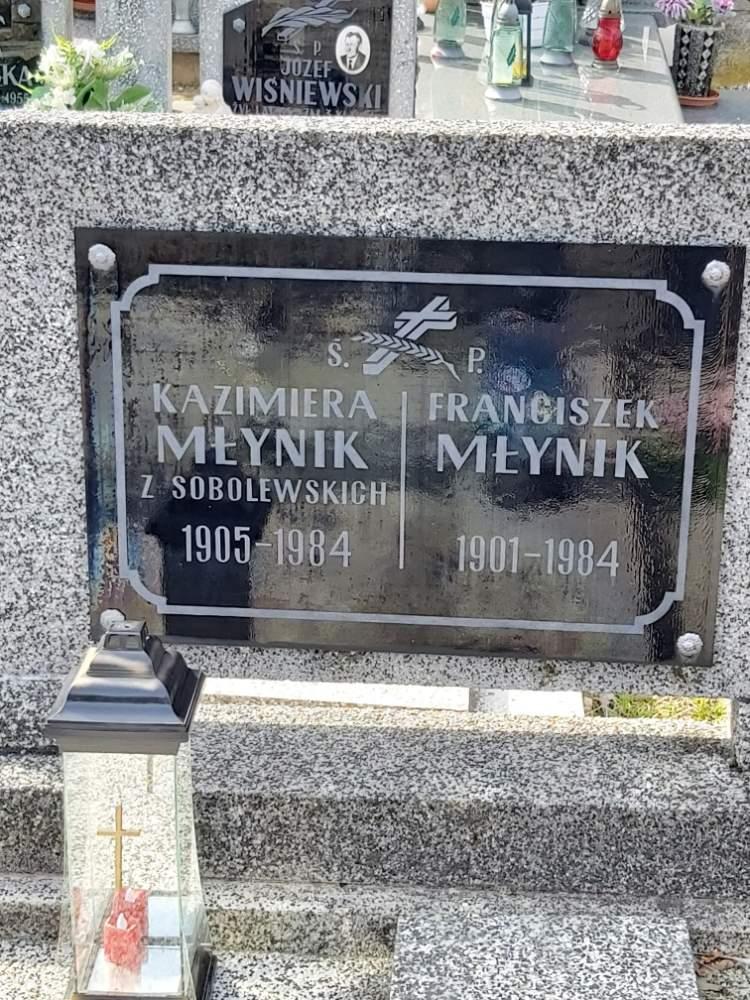 Ś P
JÓZEF
WIŚNIEWSKI
Ś. P.
KAZIMIERA
MŁYNIK
Z SOBOLEWSKICH
1905-1984
FRANCISZEK
MŁYNIK
1901-1984